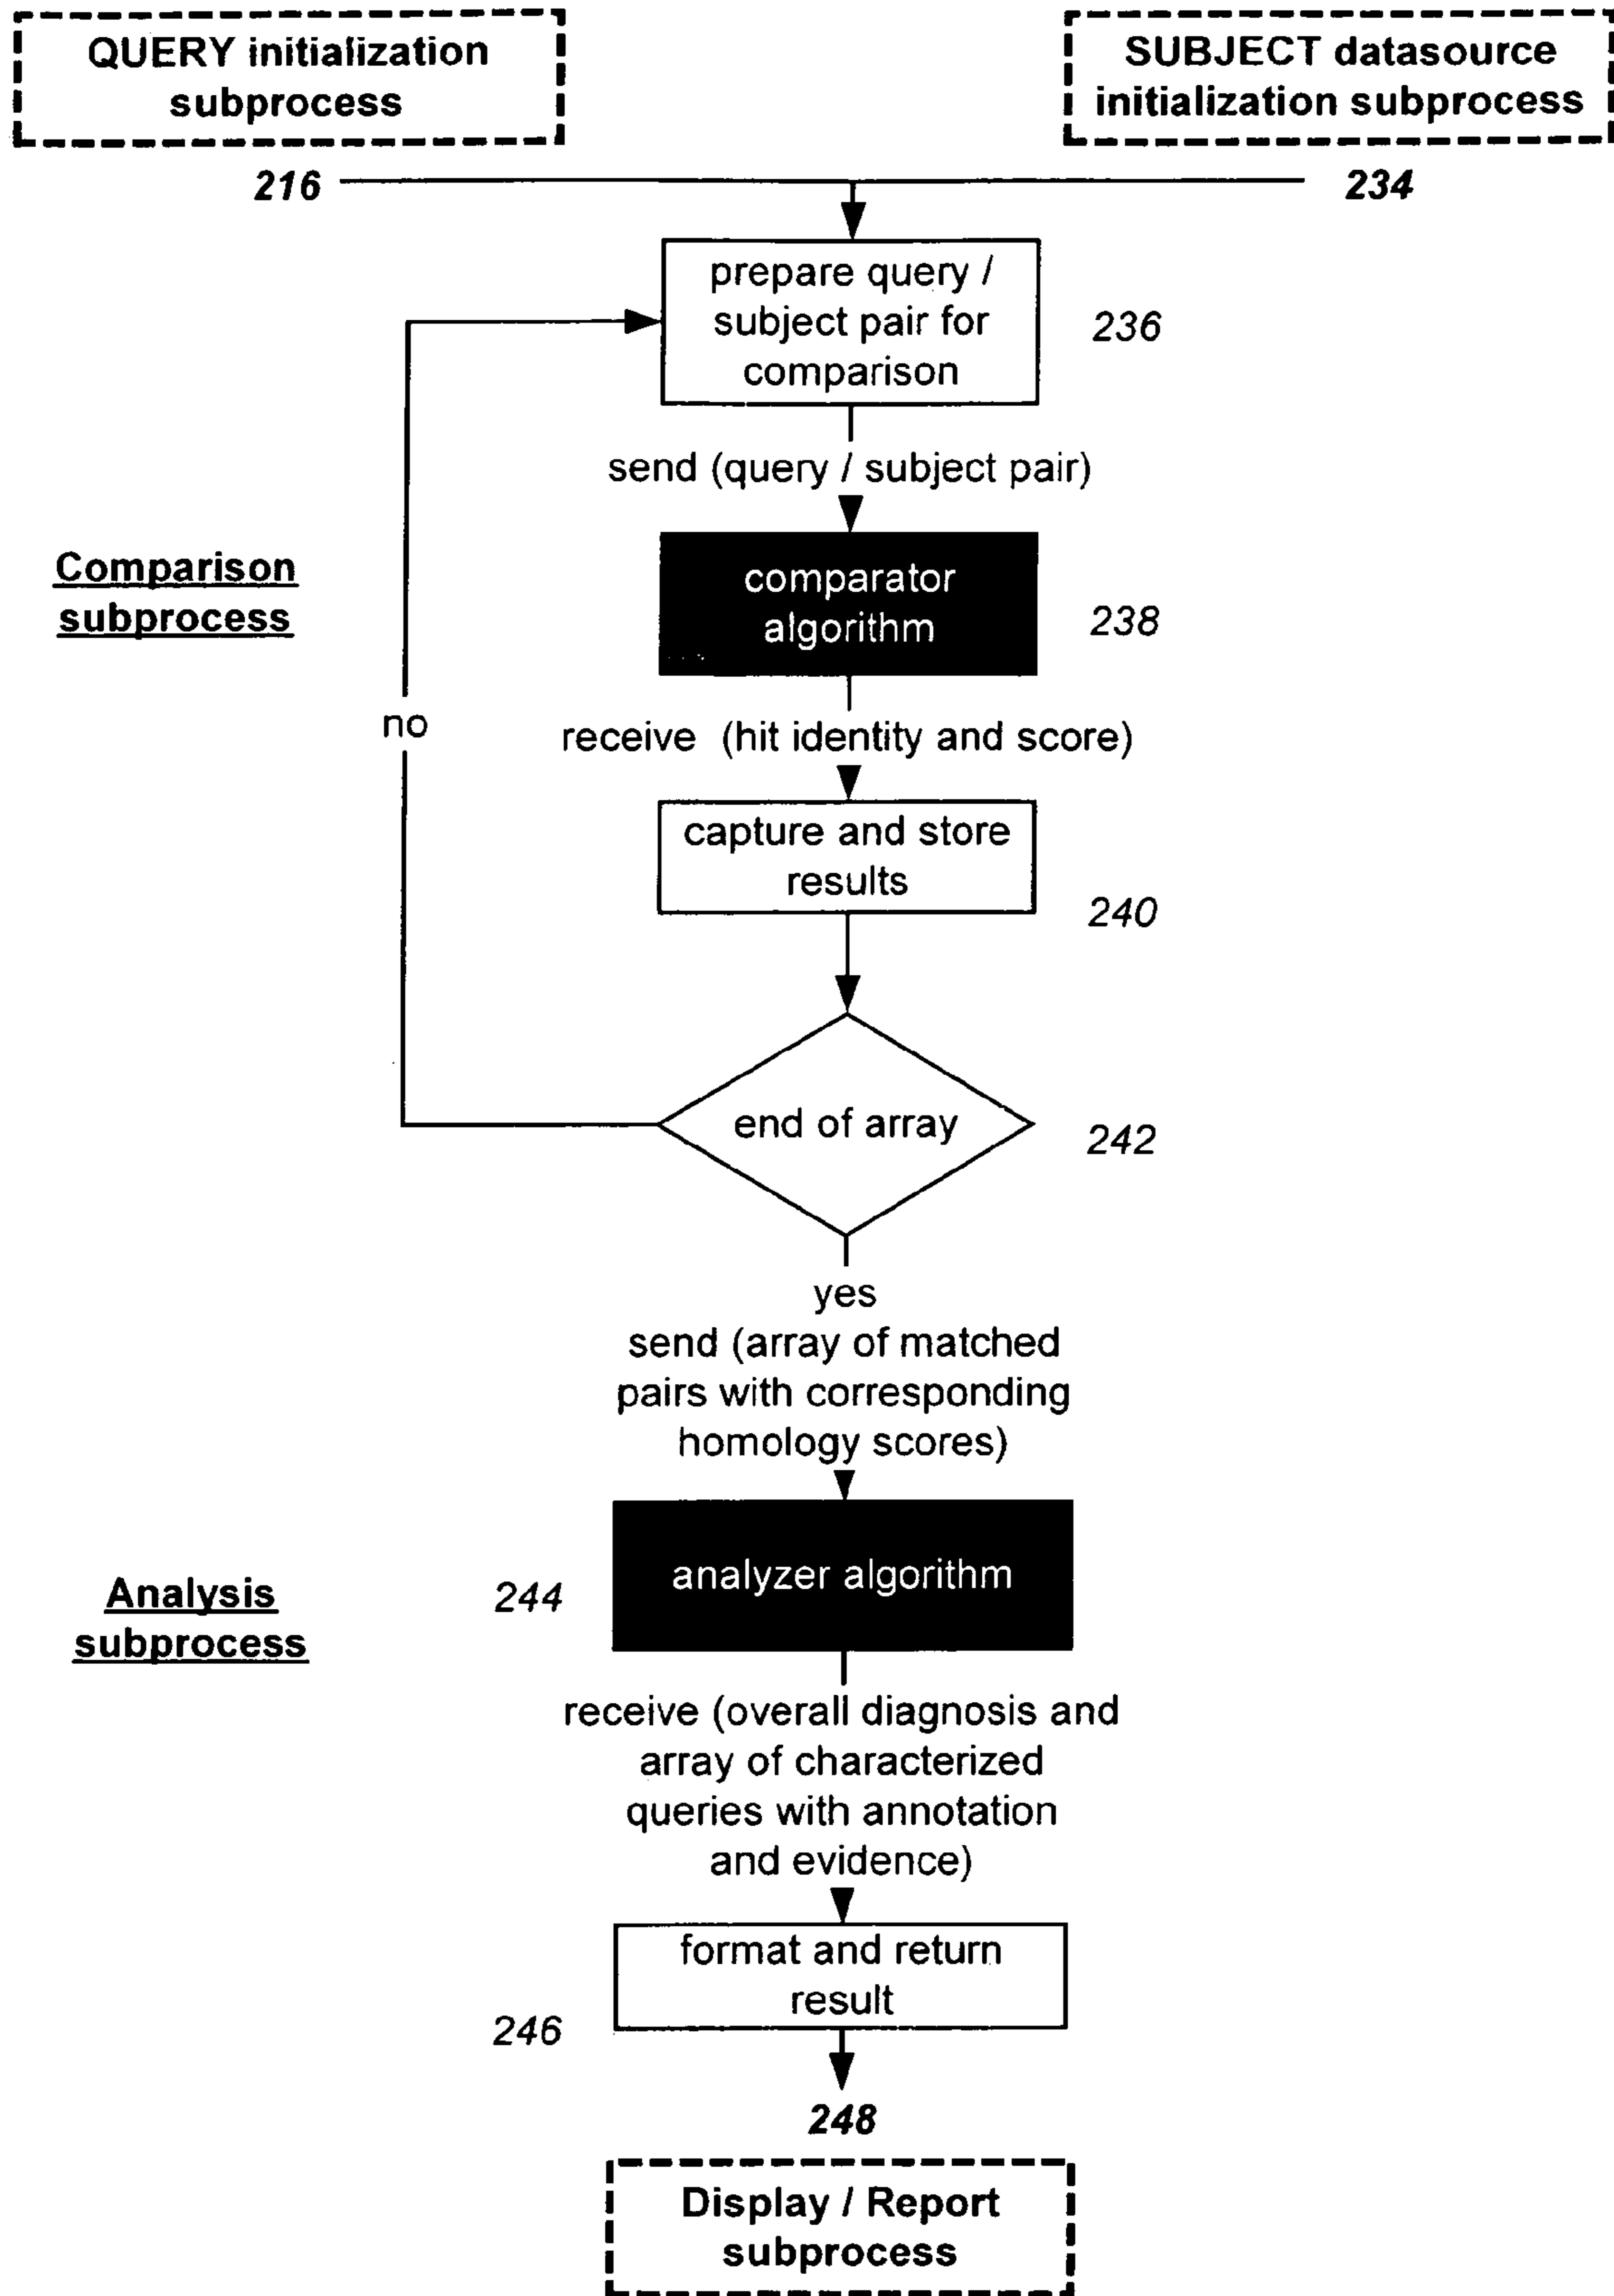 QUERY initialization
subprocess
SUBJECT datasource
initialization subprocess
216
234
prepare query /
subject pair for
comparison
236
send (query / subject pair)
Comparison
subprocess
comparator
algorithm
238
no
receive (hit identity and score)
capture and store
results
240
end of array
242
yes
send (array of matched
pairs with corresponding
homology scores)
Analysis
subprocess
244
analyzer algorithm
receive (overall diagnosis and
array of characterized
queries with annotation
and evidence)
format and return
result
246
248
Display / Report
subprocess